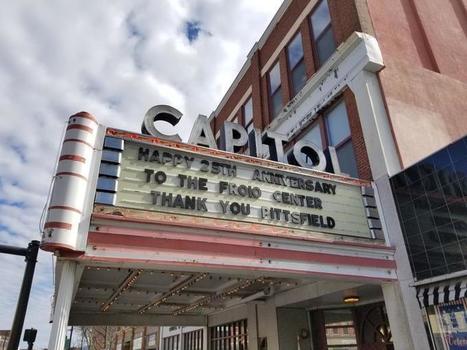 CAPITOL
HAPPY 25TH ANNIVERSARY
TO THE FROIO CENTER
THANK YOU PITTSFIELD